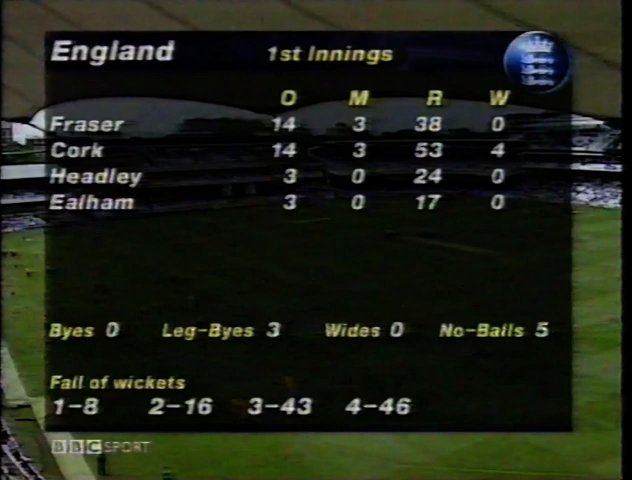 England 1st Innings
O M R W
Fraser 14 3 38 0
Cork 14 3 53 4
Headley 3 0 24 0
Ealham 3 0 17 0
Byes 0 Leg-Byes 3 Wides 0 No-Balls 5
Fall of wickets
1-8 2-16 3-43 4-46
BBC SPORT